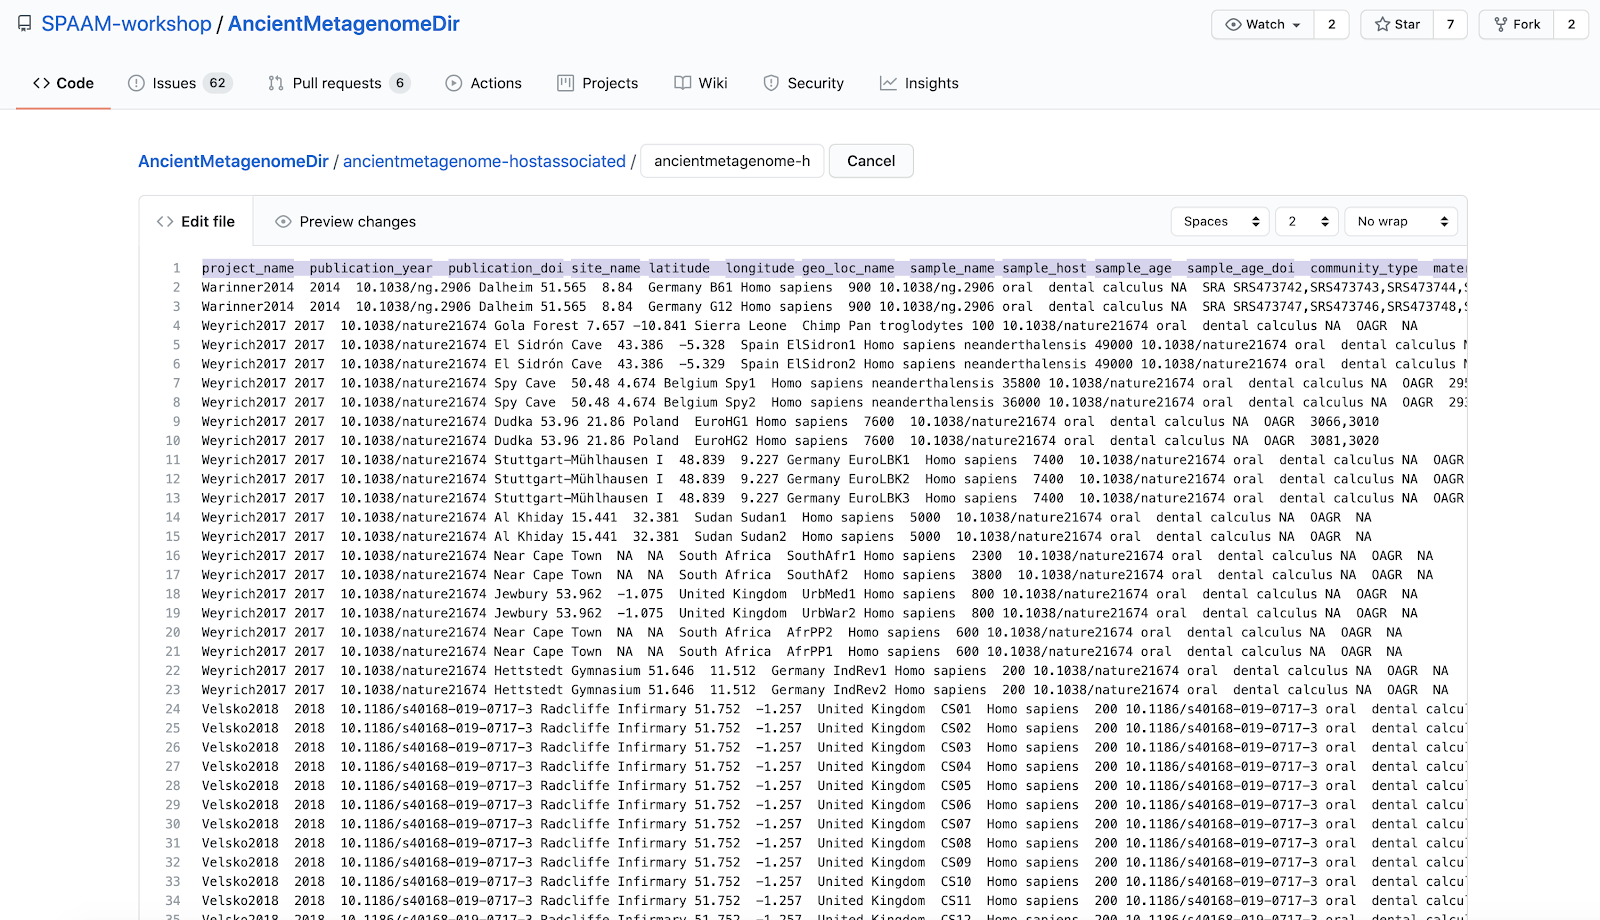 SPAAM-workshop / AncientMetagenomeDir
Watch 2 Star 7 Fork 2
Code Issues 62 Pull requests 6 Actions Projects Wiki Security Insights
AncientMetagenomeDir / ancientmetagenome-hostassociated / ancientmetagenome-h Cancel
Edit file Preview changes Spaces 2 No wrap
1 project_name publication_year publication_doi site_name latitude longitude geo_loc_name sample_name sample_host sample_age sample_age_doi community_type mater
2 Warinner2014 2014 10.1038/ng.2906 Dalheim 51.565 8.84 Germany B61 Homo sapiens 900 10.1038/ng.2906 oral dental calculus NA SRA SRS473742,SRS473743,SRS473744,S
3 Warinner2014 2014 10.1038/ng.2906 Dalheim 51.565 8.84 Germany G12 Homo sapiens 900 10.1038/ng.2906 oral dental calculus NA SRA SRS473747,SRS473746,SRS473748,S
4 Weyrich2017 2017 10.1038/nature21674 Gola Forest 7.657 -10.841 Sierra Leone Chimp Pan troglodytes 100 10.1038/nature21674 oral dental calculus NA OAGR NA
5 Weyrich2017 2017 10.1038/nature21674 El Sidrón Cave 43.386 -5.328 Spain ElSidron1 Homo sapiens neanderthalensis 49000 10.1038/nature21674 oral dental calculus N
6 Weyrich2017 2017 10.1038/nature21674 El Sidrón Cave 43.386 -5.329 Spain ElSidron2 Homo sapiens neanderthalensis 49000 10.1038/nature21674 oral dental calculus N
7 Weyrich2017 2017 10.1038/nature21674 Spy Cave 50.48 4.674 Belgium Spy1 Homo sapiens neanderthalensis 35800 10.1038/nature21674 oral dental calculus NA OAGR 295
8 Weyrich2017 2017 10.1038/nature21674 Spy Cave 50.48 4.674 Belgium Spy2 Homo sapiens neanderthalensis 36000 10.1038/nature21674 oral dental calculus NA OAGR 293
9 Weyrich2017 2017 10.1038/nature21674 Dudka 53.96 21.86 Poland EuroHG1 Homo sapiens 7600 10.1038/nature21674 oral dental calculus NA OAGR 3066,3010
10 Weyrich2017 2017 10.1038/nature21674 Dudka 53.96 21.86 Poland EuroHG2 Homo sapiens 7600 10.1038/nature21674 oral dental calculus NA OAGR 3081,3020
11 Weyrich2017 2017 10.1038/nature21674 Stuttgart-Mühlhausen I 48.839 9.227 Germany EuroLBK1 Homo sapiens 7400 10.1038/nature21674 oral dental calculus NA OAGR
12 Weyrich2017 2017 10.1038/nature21674 Stuttgart-Mühlhausen I 48.839 9.227 Germany EuroLBK2 Homo sapiens 7400 10.1038/nature21674 oral dental calculus NA OAGR
13 Weyrich2017 2017 10.1038/nature21674 Stuttgart-Mühlhausen I 48.839 9.227 Germany EuroLBK3 Homo sapiens 7400 10.1038/nature21674 oral dental calculus NA OAGR
14 Weyrich2017 2017 10.1038/nature21674 Al Khiday 15.441 32.381 Sudan Sudan1 Homo sapiens 5000 10.1038/nature21674 oral dental calculus NA OAGR NA
15 Weyrich2017 2017 10.1038/nature21674 Al Khiday 15.441 32.381 Sudan Sudan2 Homo sapiens 5000 10.1038/nature21674 oral dental calculus NA OAGR NA
16 Weyrich2017 2017 10.1038/nature21674 Near Cape Town NA NA South Africa SouthAfr1 Homo sapiens 2300 10.1038/nature21674 oral dental calculus NA OAGR NA
17 Weyrich2017 2017 10.1038/nature21674 Near Cape Town NA NA South Africa SouthAf2 Homo sapiens 3800 10.1038/nature21674 oral dental calculus NA OAGR NA
18 Weyrich2017 2017 10.1038/nature21674 Jewbury 53.962 -1.075 United Kingdom UrbMed1 Homo sapiens 800 10.1038/nature21674 oral dental calculus NA OAGR NA
19 Weyrich2017 2017 10.1038/nature21674 Jewbury 53.962 -1.075 United Kingdom UrbWar2 Homo sapiens 800 10.1038/nature21674 oral dental calculus NA OAGR NA
20 Weyrich2017 2017 10.1038/nature21674 Near Cape Town NA NA South Africa AfrPP2 Homo sapiens 600 10.1038/nature21674 oral dental calculus NA OAGR NA
21 Weyrich2017 2017 10.1038/nature21674 Near Cape Town NA NA South Africa AfrPP1 Homo sapiens 600 10.1038/nature21674 oral dental calculus NA OAGR NA
22 Weyrich2017 2017 10.1038/nature21674 Hettstedt Gymnasium 51.646 11.512 Germany IndRev1 Homo sapiens 200 10.1038/nature21674 oral dental calculus NA OAGR NA
23 Weyrich2017 2017 10.1038/nature21674 Hettstedt Gymnasium 51.646 11.512 Germany IndRev2 Homo sapiens 200 10.1038/nature21674 oral dental calculus NA OAGR NA
24 Velsko2018 2018 10.1186/s40168-019-0717-3 Radcliffe Infirmary 51.752 -1.257 United Kingdom CS01 Homo sapiens 200 10.1186/s40168-019-0717-3 oral dental calcu
25 Velsko2018 2018 10.1186/s40168-019-0717-3 Radcliffe Infirmary 51.752 -1.257 United Kingdom CS02 Homo sapiens 200 10.1186/s40168-019-0717-3 oral dental calcu
26 Velsko2018 2018 10.1186/s40168-019-0717-3 Radcliffe Infirmary 51.752 -1.257 United Kingdom CS03 Homo sapiens 200 10.1186/s40168-019-0717-3 oral dental calcu
27 Velsko2018 2018 10.1186/s40168-019-0717-3 Radcliffe Infirmary 51.752 -1.257 United Kingdom CS04 Homo sapiens 200 10.1186/s40168-019-0717-3 oral dental calcu
28 Velsko2018 2018 10.1186/s40168-019-0717-3 Radcliffe Infirmary 51.752 -1.257 United Kingdom CS05 Homo sapiens 200 10.1186/s40168-019-0717-3 oral dental calcu
29 Velsko2018 2018 10.1186/s40168-019-0717-3 Radcliffe Infirmary 51.752 -1.257 United Kingdom CS06 Homo sapiens 200 10.1186/s40168-019-0717-3 oral dental calcu
30 Velsko2018 2018 10.1186/s40168-019-0717-3 Radcliffe Infirmary 51.752 -1.257 United Kingdom CS07 Homo sapiens 200 10.1186/s40168-019-0717-3 oral dental calcu
31 Velsko2018 2018 10.1186/s40168-019-0717-3 Radcliffe Infirmary 51.752 -1.257 United Kingdom CS08 Homo sapiens 200 10.1186/s40168-019-0717-3 oral dental calcu
32 Velsko2018 2018 10.1186/s40168-019-0717-3 Radcliffe Infirmary 51.752 -1.257 United Kingdom CS09 Homo sapiens 200 10.1186/s40168-019-0717-3 oral dental calcu
33 Velsko2018 2018 10.1186/s40168-019-0717-3 Radcliffe Infirmary 51.752 -1.257 United Kingdom CS10 Homo sapiens 200 10.1186/s40168-019-0717-3 oral dental calcu
34 Velsko2018 2018 10.1186/s40168-019-0717-3 Radcliffe Infirmary 51.752 -1.257 United Kingdom CS11 Homo sapiens 200 10.1186/s40168-019-0717-3 oral dental calcu
35 Velsko2018 2018 10.1186/s40168-019-0717-3 Radcliffe Infirmary 51.752 -1.257 United Kingdom CS12 Homo sapiens 200 10.1186/s40168-019-0717-3 oral dental calcu